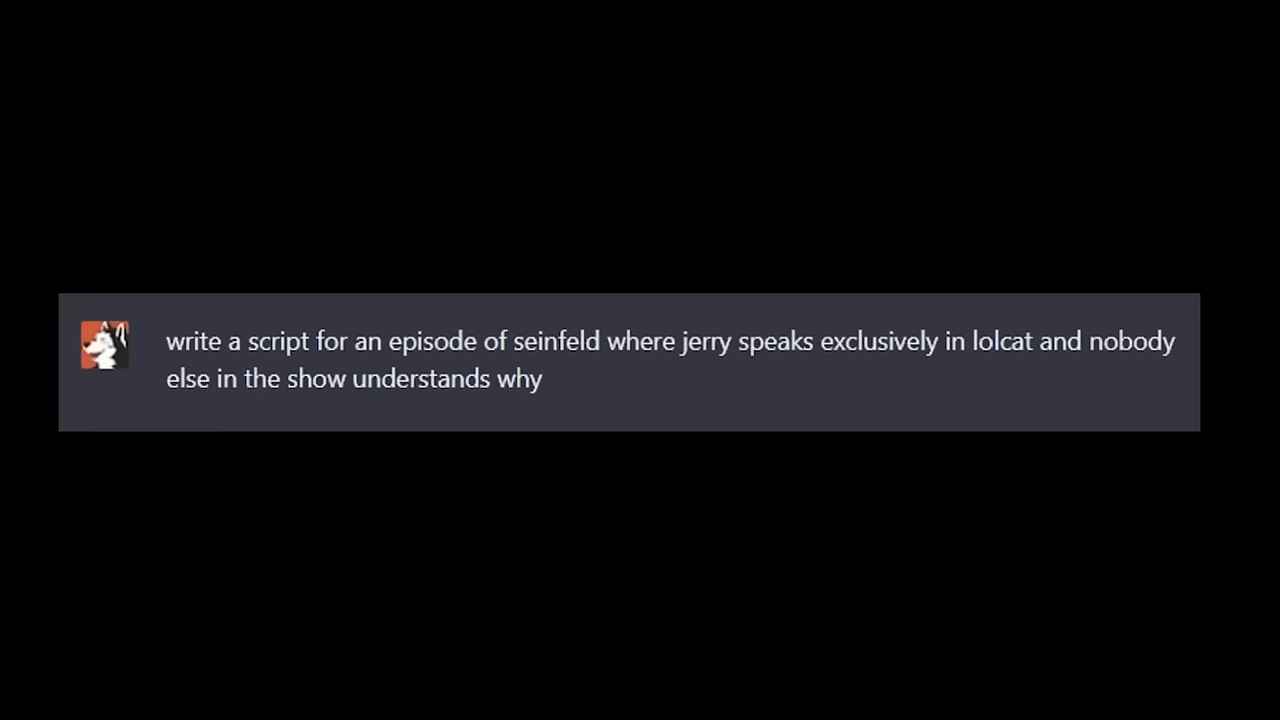 write a script for an episode of seinfeld where jerry speaks exclusively in lolcat and nobody
else in the show understands why